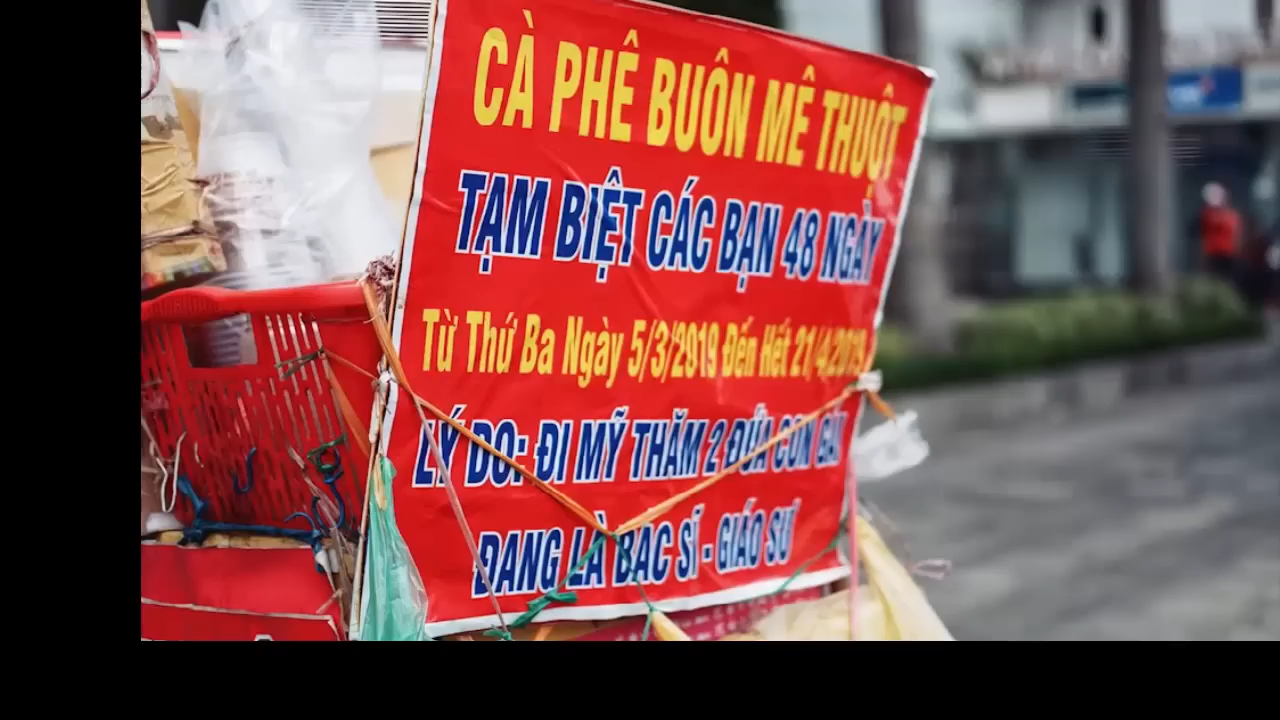 CÀ PHÊ BUÔN MÊ THUỘT
TẠM BIỆT CÁC BẠN 48 NGÀY
Từ Thứ Ba Ngày 5/3/2019 Đến Hết 21/4/2019
LÝ DO: ĐI MỸ THĂM 2 ĐỨA CON GÁI
ĐANG LÀ BÁC SĨ - GIÁO SƯ